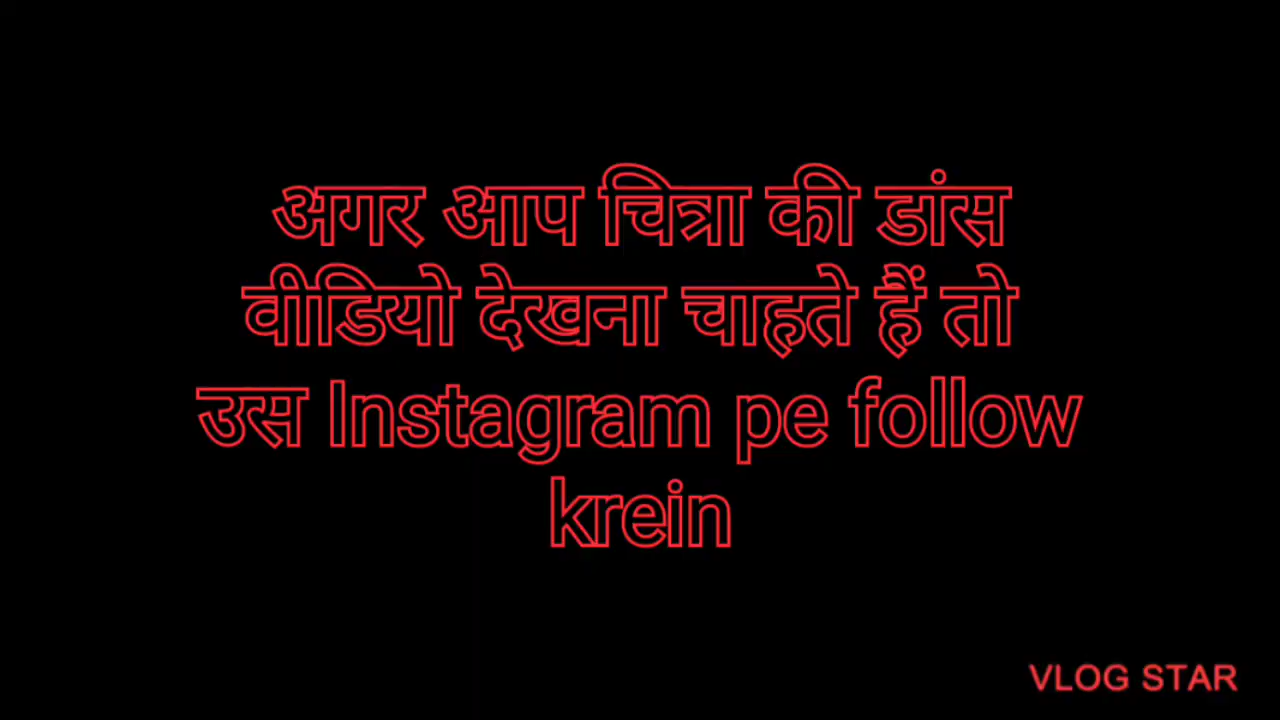 अगर आप चित्रा की डांस
वीडियो देखना चाहते हैं तो
उस Instagram pe follow
krein
VLOG STAR